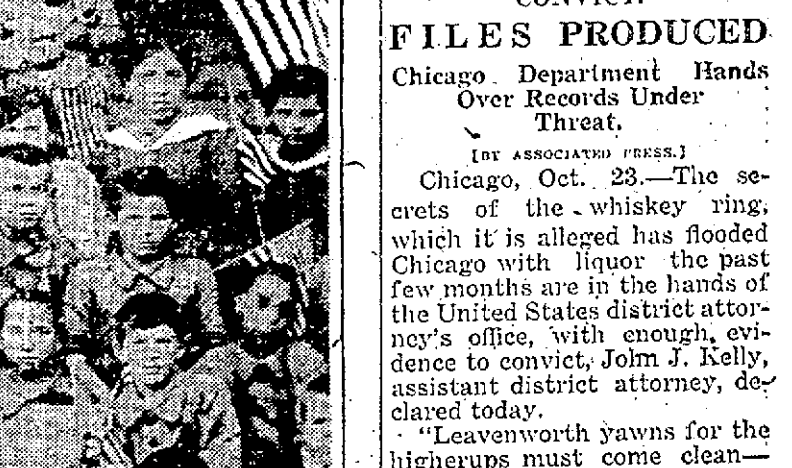 CONVICT.
FILES PRODUCED
Chicago Department Hands
Over Records Under
Threat.
[BY ASSOCIATED PRESS.]
Chicago, Oct. 23.—The se-
crets of the whiskey ring,
which it is alleged has flooded
Chicago with liquor the past
few months are in the hands of
the United States district attor-
ney's office, with enough evi-
dence to convict, John J. Kelly,
assistant district attorney, de-
clared today.
"Leavenworth yawns for the
higherups must come clean—